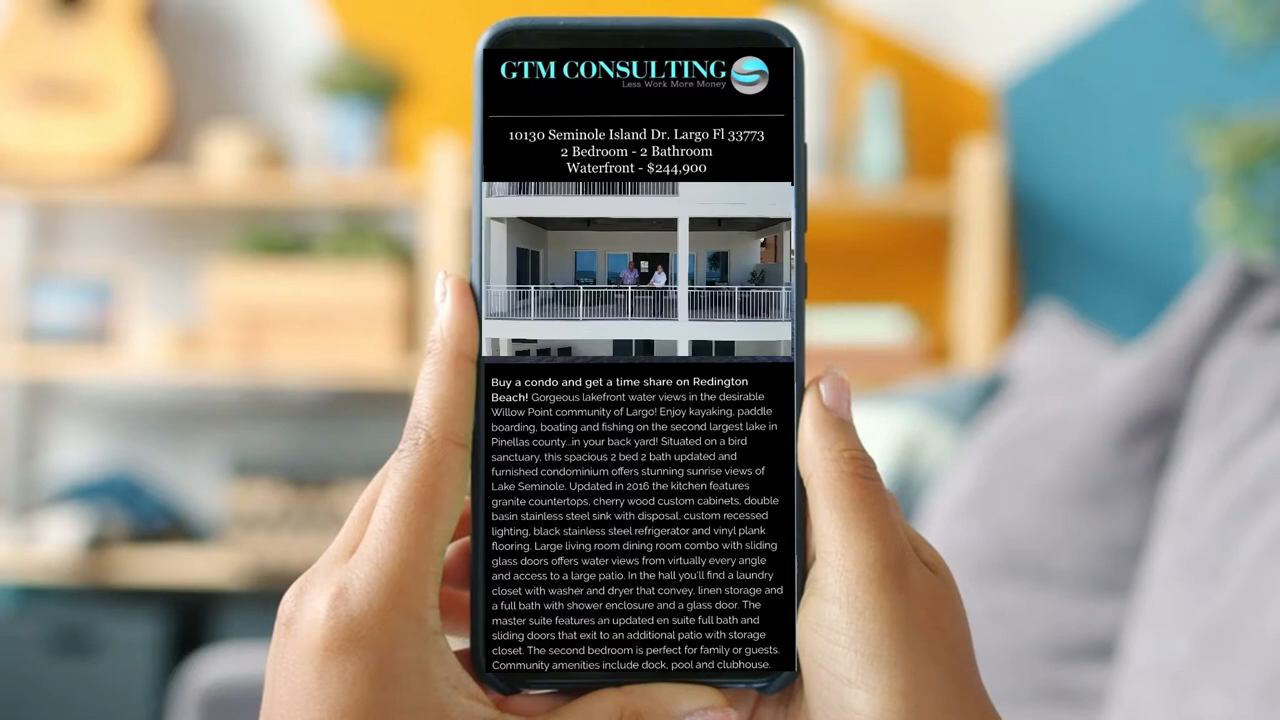 GTM CONSULTING
Less Work More Money
10130 Seminole Island Dr. Largo Fl 33773
2 Bedroom - 2 Bathroom
Waterfront - $244,900
Buy a condo and get a time share on Redington
Beach! Gorgeous lakefront water views in the desirable
Willow Point community of Largo! Enjoy kayaking, paddle
boarding, boating and fishing on the second largest lake in
Pinellas county...in your back yard! Situated on a bird
sanctuary, this spacious 2 bed 2 bath updated and
furnished condominium offers stunning sunrise views of
Lake Seminole. Updated in 2016 the kitchen features
granite countertops, cherry wood custom cabinets, double
basin stainless steel sink with disposal, custom recessed
lighting, black stainless steel refrigerator and vinyl plank
flooring. Large living room dining room combo with sliding
glass doors offers water views from virtually every angle
and access to a large patio. In the hall you'll find a laundry
closet with washer and dryer that convey, linen storage and
a full bath with shower enclosure and a glass door. The
master suite features an updated en suite full bath and
sliding doors that exit to an additional patio with storage
closet. The second bedroom is perfect for family or guests.
Community amenities include dock, pool and clubhouse.